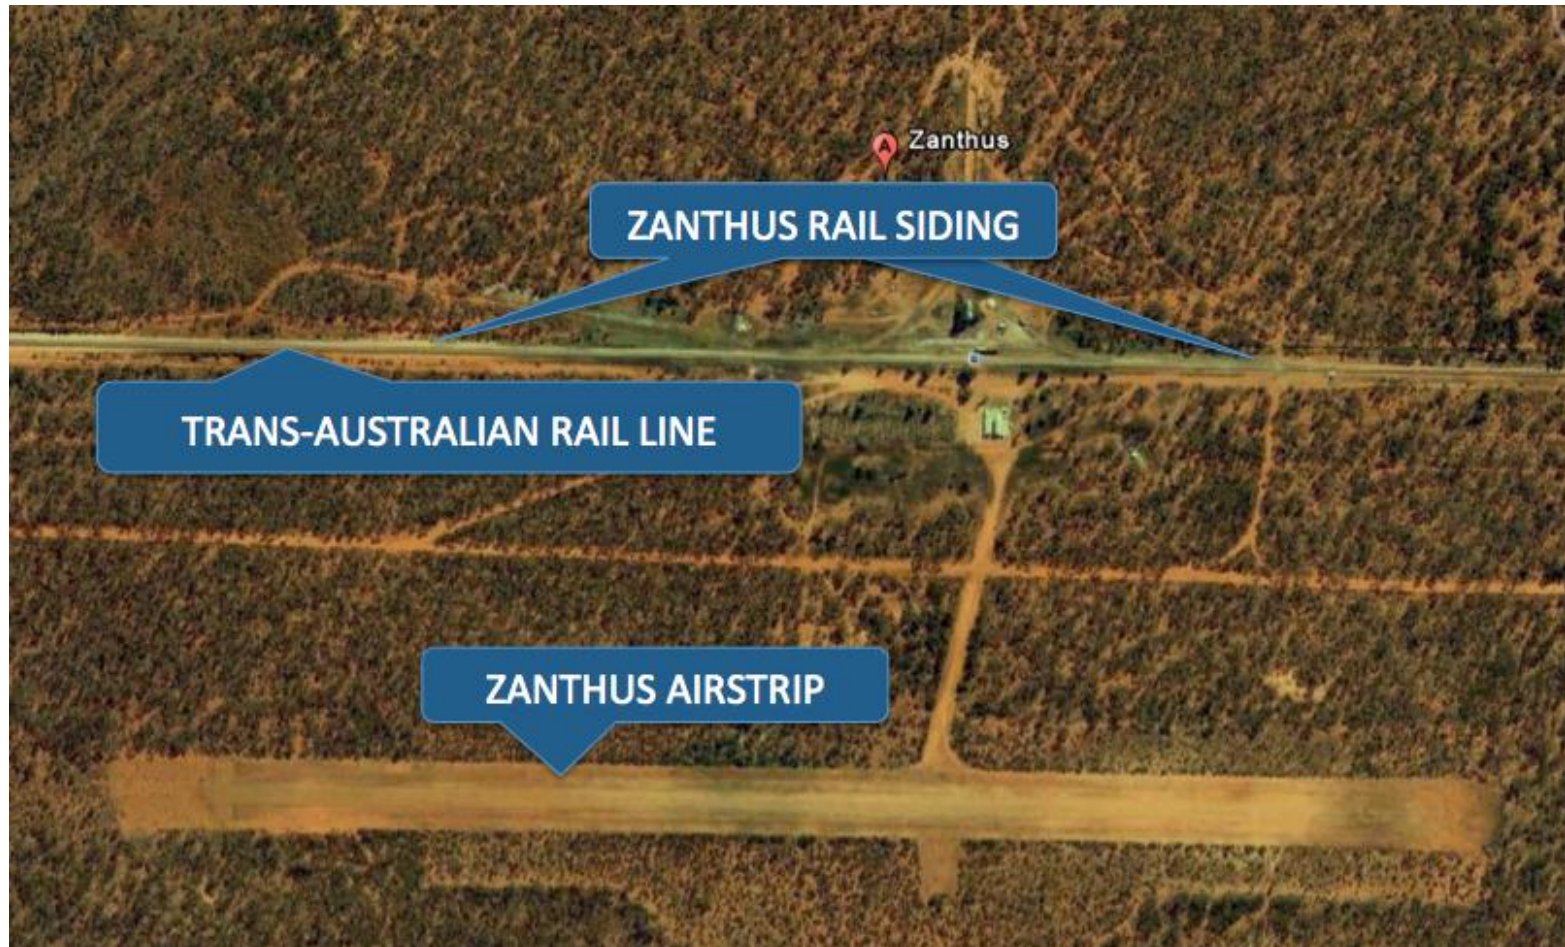 A
Zanthus
ZANTHUS RAIL SIDING
TRANS-AUSTRALIAN RAIL LINE
ZANTHUS AIRSTRIP